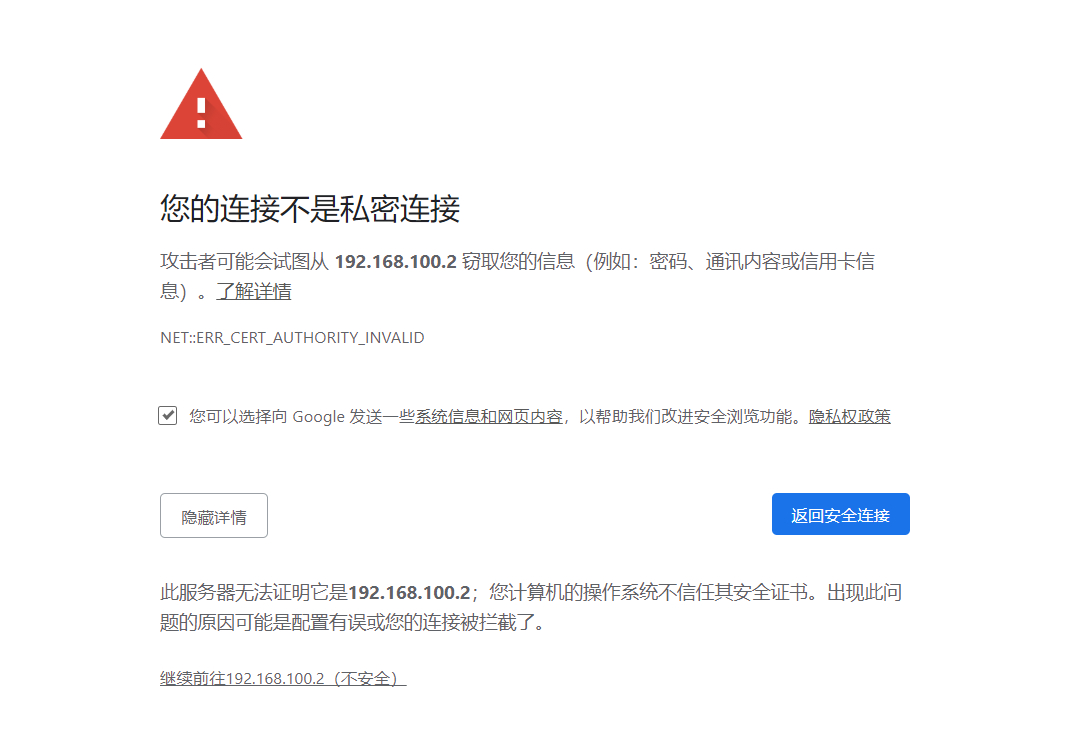 您的连接不是私密连接
攻击者可能会试图从 192.168.100.2 窃取您的信息（例如：密码、通讯内容或信用卡信
息）。了解详情
NET::ERR_CERT_AUTHORITY_INVALID
您可以选择向 Google 发送一些系统信息和网页内容，以帮助我们改进安全浏览功能。隐私权政策
隐藏详情
返回安全连接
此服务器无法证明它是192.168.100.2；您计算机的操作系统不信任其安全证书。出现此问
题的原因可能是配置有误或您的连接被拦截了。
继续前往192.168.100.2（不安全）